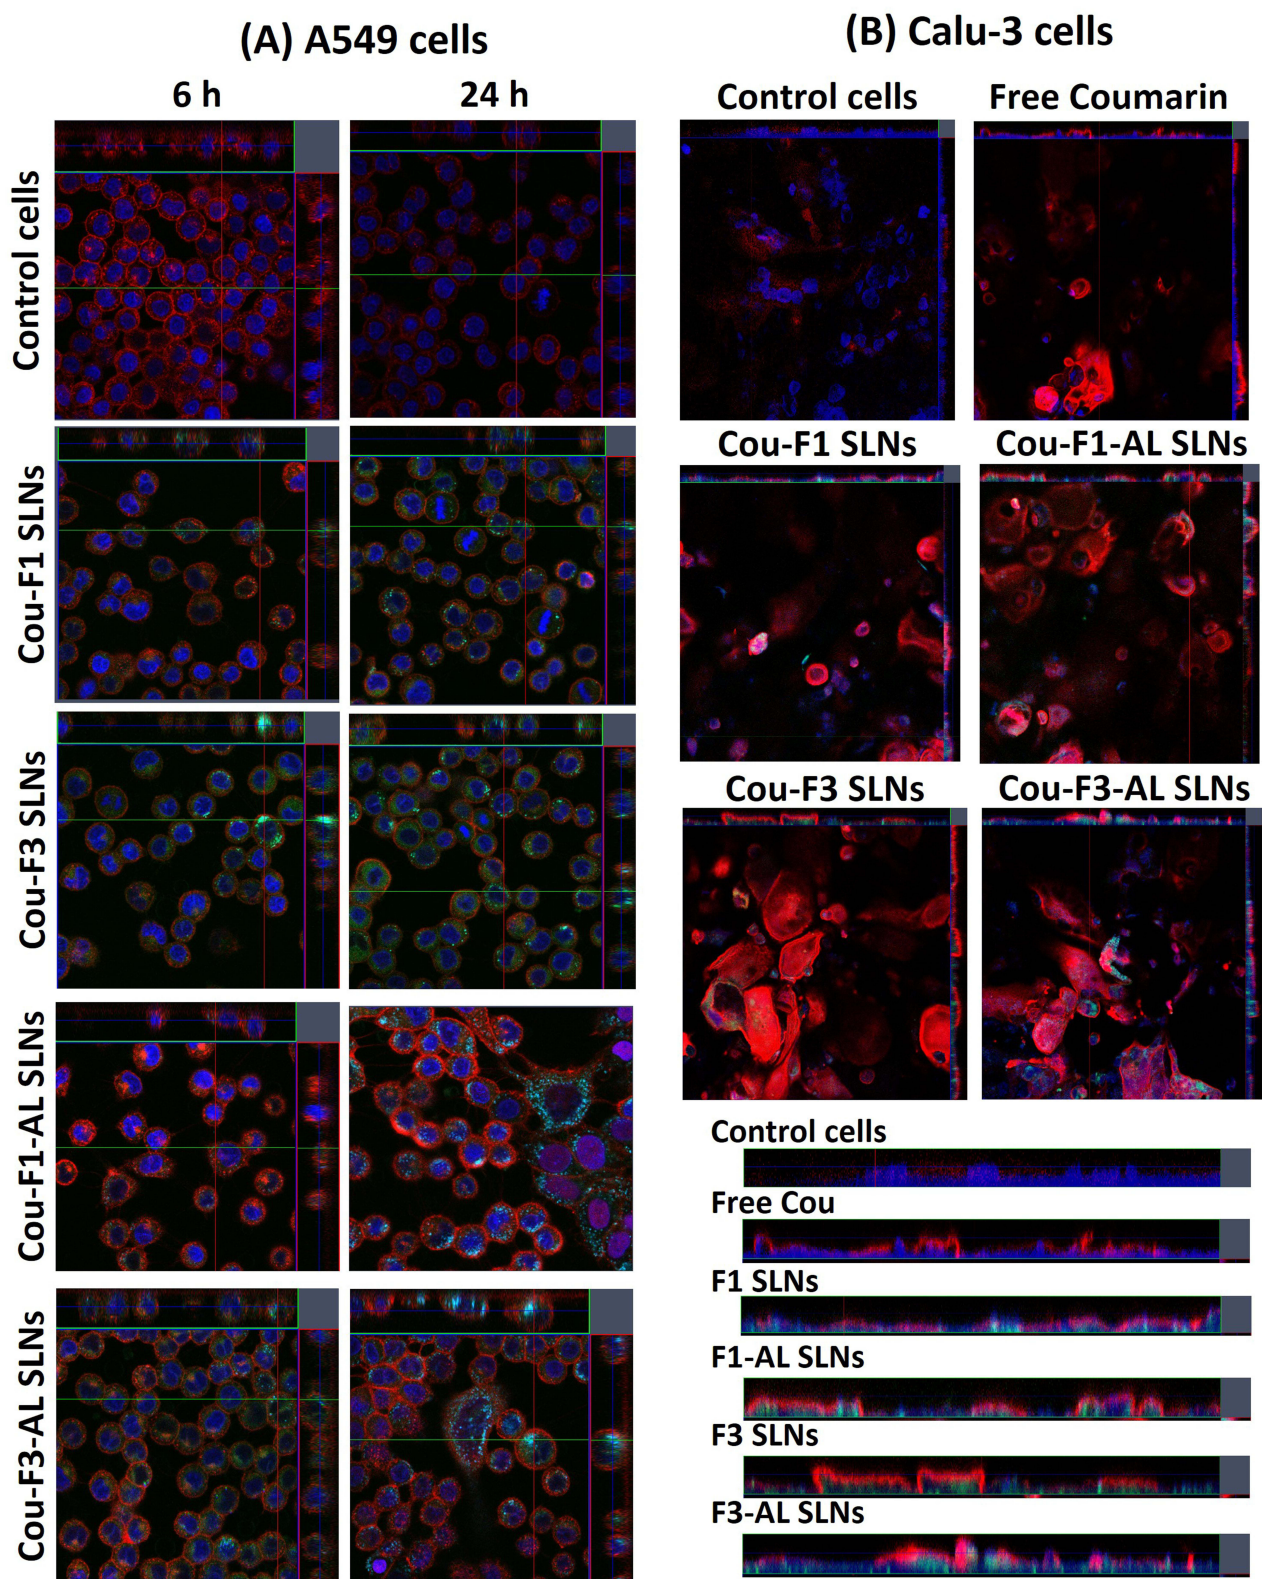 (A) A549 cells
6 h
24 h
Control cells
Cou-F1 SLNs
Cou-F3 SLNs
Cou-F1-AL SLNs
Cou-F3-AL SLNs
(B) Calu-3 cells
Control cells
Free Coumarin
Cou-F1 SLNs
Cou-F1-AL SLNs
Cou-F3 SLNs
Cou-F3-AL SLNs
Control cells
Free Cou
F1 SLNs
F1-AL SLNs
F3 SLNs
F3-AL SLNs